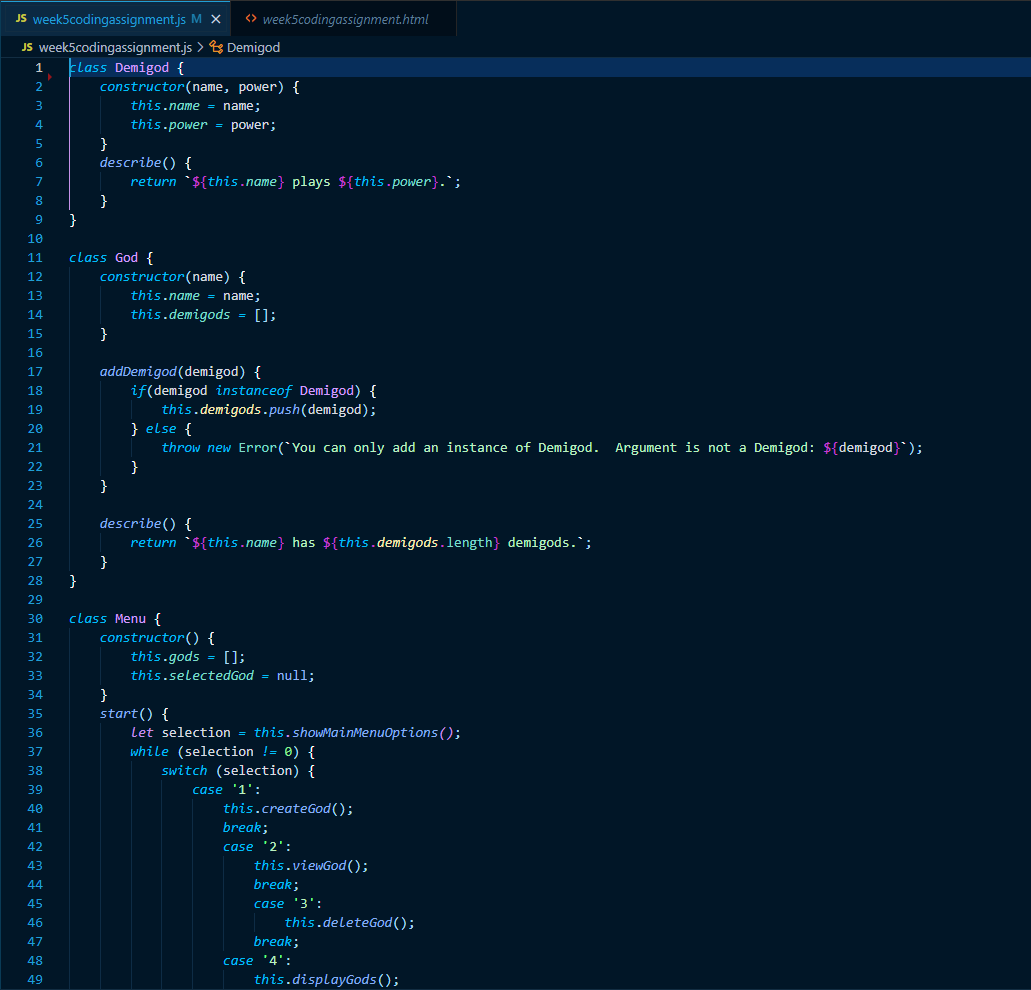 JS week5codingassignment.js M ×
<> week5codingassignment.html
JS week5codingassignment.js > Demigod
1 class Demigod {
2     constructor(name, power) {
3         this.name = name;
4         this.power = power;
5     }
6     describe() {
7         return `${this.name} plays ${this.power}.`;
8     }
9 }
10
11 class God {
12     constructor(name) {
13         this.name = name;
14         this.demigods = [];
15     }
16
17     addDemigod(demigod) {
18         if(demigod instanceof Demigod) {
19             this.demigods.push(demigod);
20         } else {
21             throw new Error(`You can only add an instance of Demigod.  Argument is not a Demigod: ${demigod}`);
22         }
23     }
24
25     describe() {
26         return `${this.name} has ${this.demigods.length} demigods.`;
27     }
28 }
29
30 class Menu {
31     constructor() {
32         this.gods = [];
33         this.selectedGod = null;
34     }
35     start() {
36         let selection = this.showMainMenuOptions();
37         while (selection != 0) {
38             switch (selection) {
39                 case '1':
40                     this.createGod();
41                     break;
42                     case '2':
43                         this.viewGod();
44                         break;
45                         case '3':
46                             this.deleteGod();
47                         break;
48                     case '4':
49                         this.displayGods();